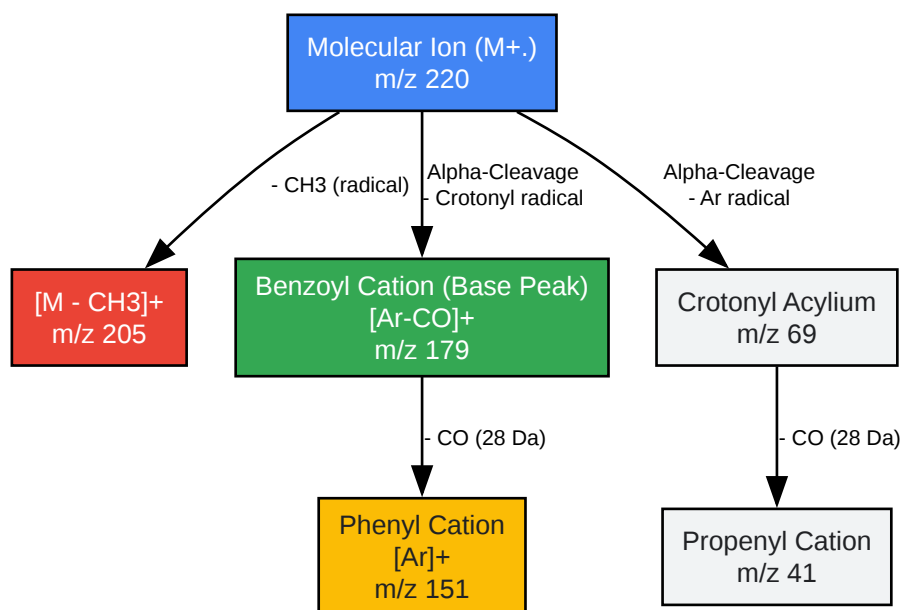 Molecular Ion (M+.)
m/z 220
- CH3 (radical)
Alpha-Cleavage
- Crotonyl radical
Alpha-Cleavage
- Ar radical
[M - CH3]+
m/z 205
Benzoyl Cation (Base Peak)
[Ar-CO]+
m/z 179
Crotonyl Acylium
m/z 69
- CO (28 Da)
- CO (28 Da)
Phenyl Cation
[Ar]+
m/z 151
Propenyl Cation
m/z 41